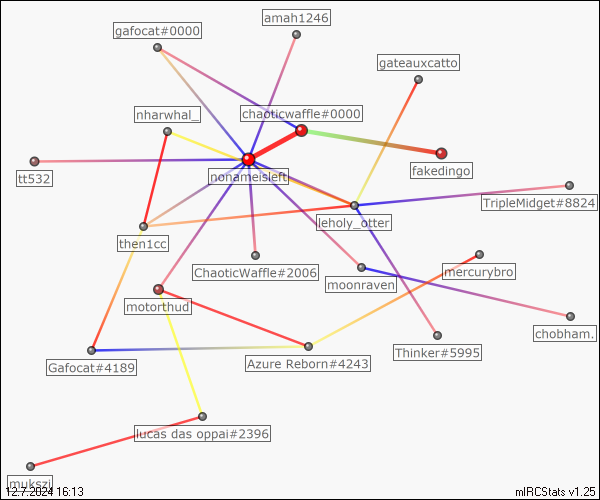 amah1246
gafocat#0000
gateauxcatto
nharwhal_
chaoticwaffle#0000
fakedingo
tt532
nonameisleft
TripleMidget#8824
leholy_otter
then1cc
ChaoticWaffle#2006
mercurybro
moonraven
motorthud
chobham.
Thinker#5995
Gafocat#4189
Azure Reborn#4243
lucas das oppai#2396
mukszi
12.7.2024 16:13
mIRCStats v1.25